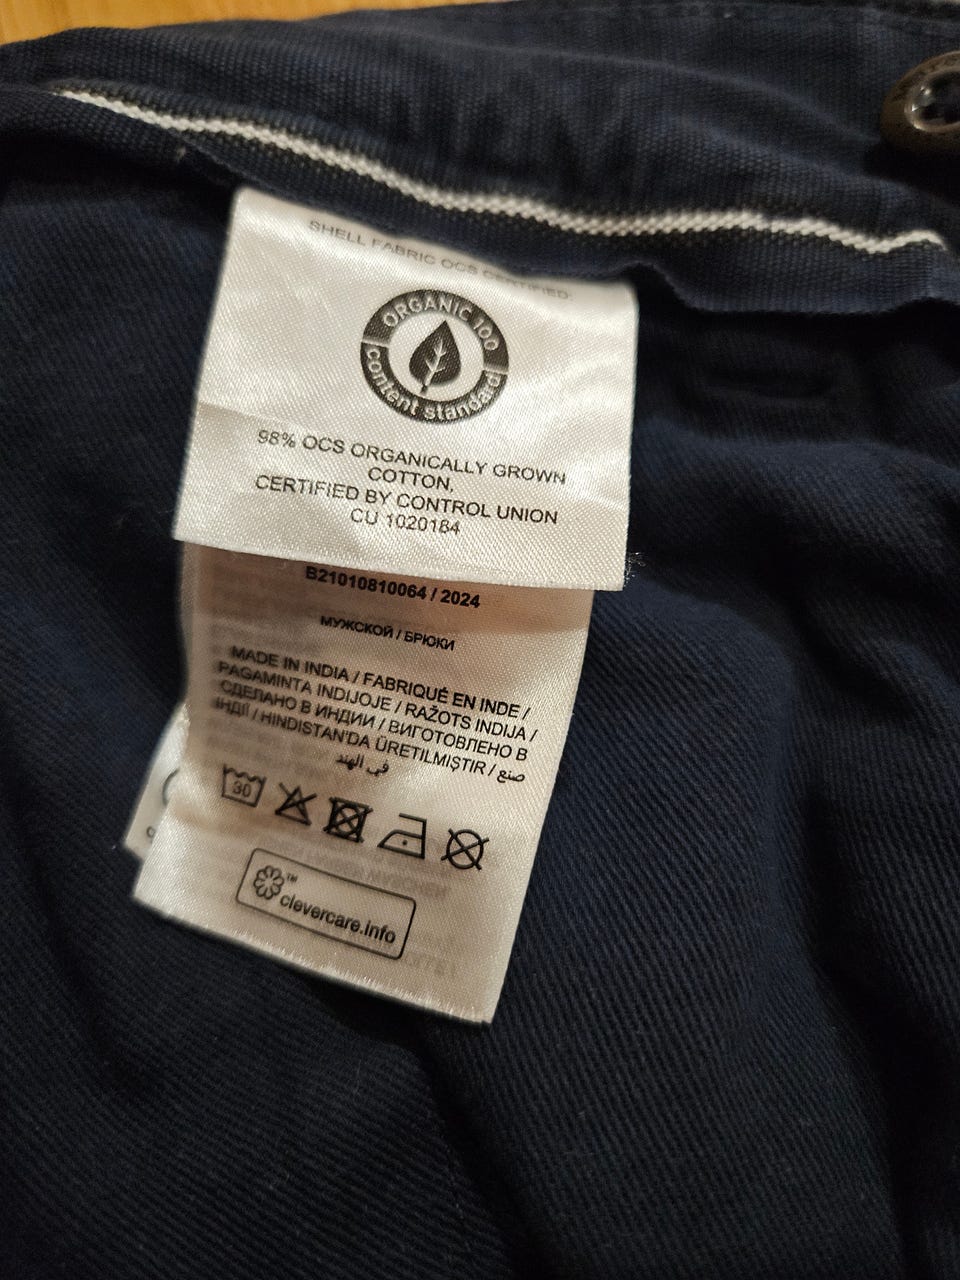 SHELL FABRIC OCS CERTIFIED:
ORGANIC 100
content standard
98% OCS ORGANICALLY GROWN
COTTON,
CERTIFIED BY CONTROL UNION
CU 1020184
B21010810064 / 2024
МУЖСКОЙ / БРЮКИ
MADE IN INDIA / FABRIQUÉ EN INDE /
PAGAMINTA INDIJOJE / RAŽOTS INDIJA /
СДЕЛАНО В ИНДИИ / ВИГОТОВЛЕНО В
ІНДІЇ / HINDISTAN'DA ÜRETILMIŞTIR / صنع
في الهند
30
™
clevercare.info